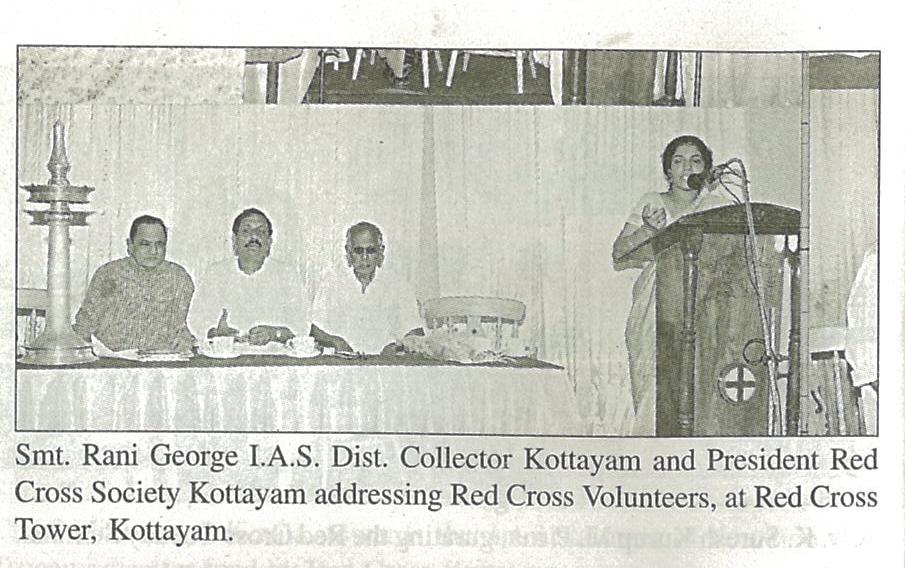 Smt. Rani George I.A.S. Dist. Collector Kottayam and President Red
Cross Society Kottayam addressing Red Cross Volunteers, at Red Cross
Tower, Kottayam.